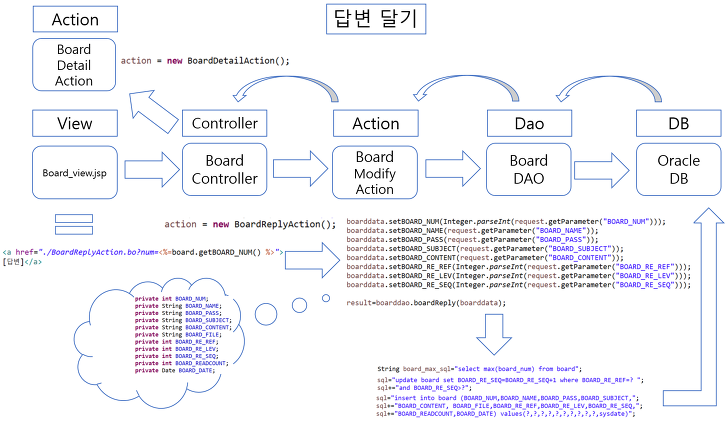 답변 달기
Action
Board
Detail
Action
action = new BoardDetailAction();
View
Controller
Action
Dao
DB
Board_view.jsp
Board
Controller
Board
Modify
Action
Board
DAO
Oracle
DB
action = new BoardReplyAction();
<a href="./BoardReplyAction.bo?num=<%=board.getBOARD_NUM() %>">
[답변]</a>
boarddata.setBOARD_NUM(Integer.parseInt(request.getParameter("BOARD_NUM")));
boarddata.setBOARD_NAME(request.getParameter("BOARD_NAME"));
boarddata.setBOARD_PASS(request.getParameter("BOARD_PASS"));
boarddata.setBOARD_SUBJECT(request.getParameter("BOARD_SUBJECT"));
boarddata.setBOARD_CONTENT(request.getParameter("BOARD_CONTENT"));
boarddata.setBOARD_RE_REF(Integer.parseInt(request.getParameter("BOARD_RE_REF")));
boarddata.setBOARD_RE_LEV(Integer.parseInt(request.getParameter("BOARD_RE_LEV")));
boarddata.setBOARD_RE_SEQ(Integer.parseInt(request.getParameter("BOARD_RE_SEQ")));
result=boarddao.boardReply(boarddata);
private int BOARD_NUM;
private String BOARD_NAME;
private String BOARD_PASS;
private String BOARD_SUBJECT;
private String BOARD_CONTENT;
private String BOARD_FILE;
private int BOARD_RE_REF;
private int BOARD_RE_LEV;
private int BOARD_RE_SEQ;
private int BOARD_READCOUNT;
private Date BOARD_DATE;
String board_max_sql="select max(board_num) from board";
sql="update board set BOARD_RE_SEQ=BOARD_RE_SEQ+1 where BOARD_RE_REF=? ";
sql+="and BOARD_RE_SEQ>?";
sql="insert into board (BOARD_NUM,BOARD_NAME,BOARD_PASS,BOARD_SUBJECT,";
sql+="BOARD_CONTENT, BOARD_FILE,BOARD_RE_REF,BOARD_RE_LEV,BOARD_RE_SEQ,";
sql+="BOARD_READCOUNT,BOARD_DATE) values(?,?,?,?,?,?,?,?,?,?,sysdate)";